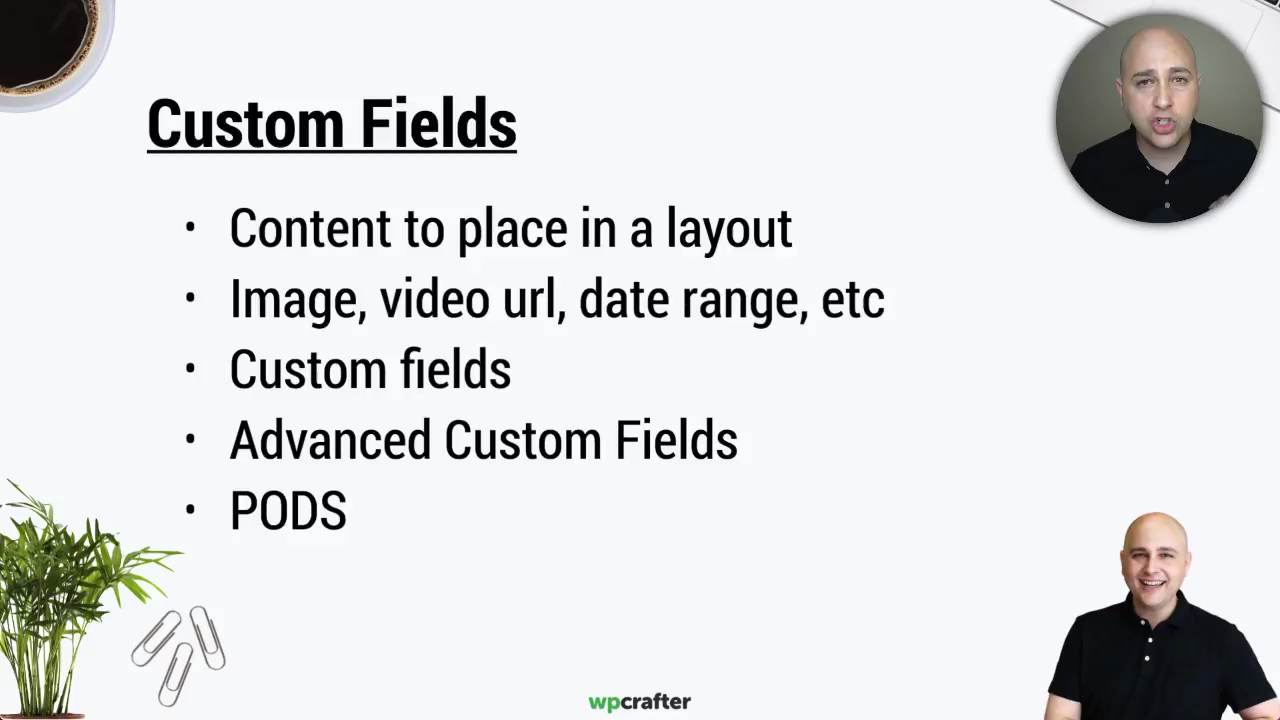 Custom Fields
• Content to place in a layout
• Image, video url, date range, etc
• Custom fields
• Advanced Custom Fields
• PODS
wpcrafter